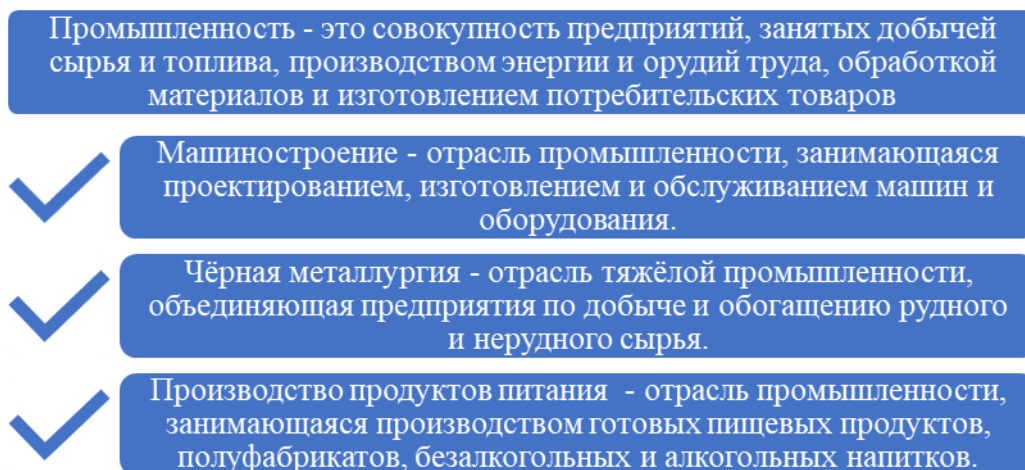 Промышленность - это совокупность предприятий, занятых добычей
сырья и топлива, производством энергии и орудий труда, обработкой
материалов и изготовлением потребительских товаров
Машиностроение - отрасль промышленности, занимающаяся
проектированием, изготовлением и обслуживанием машин и
оборудования.
Чёрная металлургия - отрасль тяжёлой промышленности,
объединяющая предприятия по добыче и обогащению рудного
и нерудного сырья.
Производство продуктов питания  - отрасль промышленности,
занимающаяся производством готовых пищевых продуктов,
полуфабрикатов, безалкогольных и алкогольных напитков.